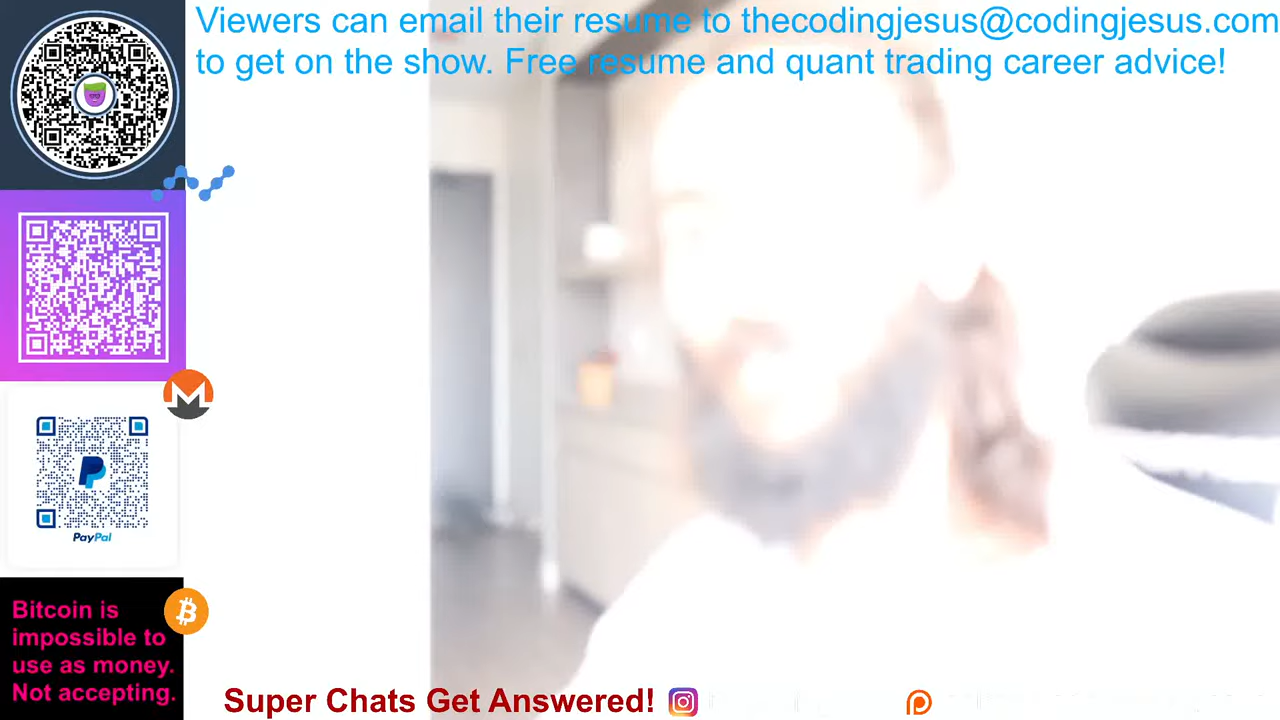 Viewers can email their resume to thecodingjesus@codingjesus.com
to get on the show. Free resume and quant trading career advice!
PayPal
Bitcoin is
impossible to
use as money.
Not accepting.
Super Chats Get Answered!